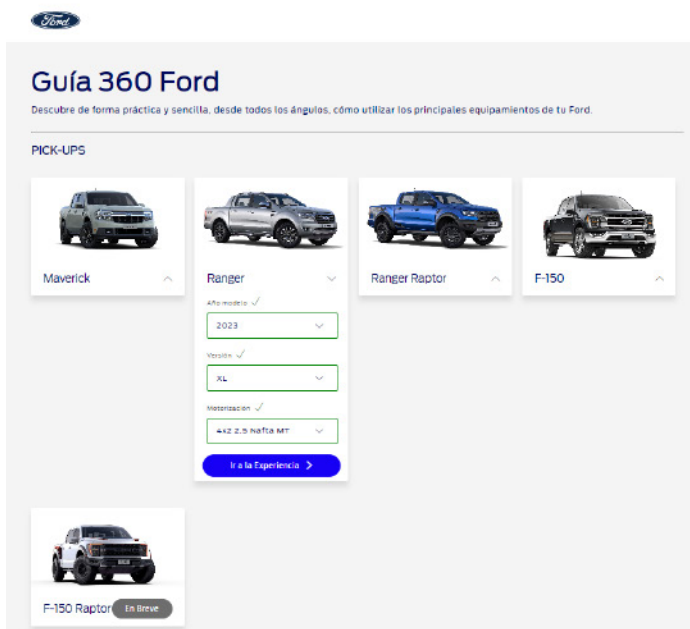 Ford
Guía 360 Ford
Descubre de forma práctica y sencilla, desde todos los ángulos, cómo utilizar los principales equipamientos de tu Ford.
PICK-UPS
Maverick
Ranger
Ranger Raptor
F-150
Año modelo
2023
Versión
XL
Motorización
4x2 2.5 Nafta MT
Ir a la Experiencia
F-150 Raptor
En Breve